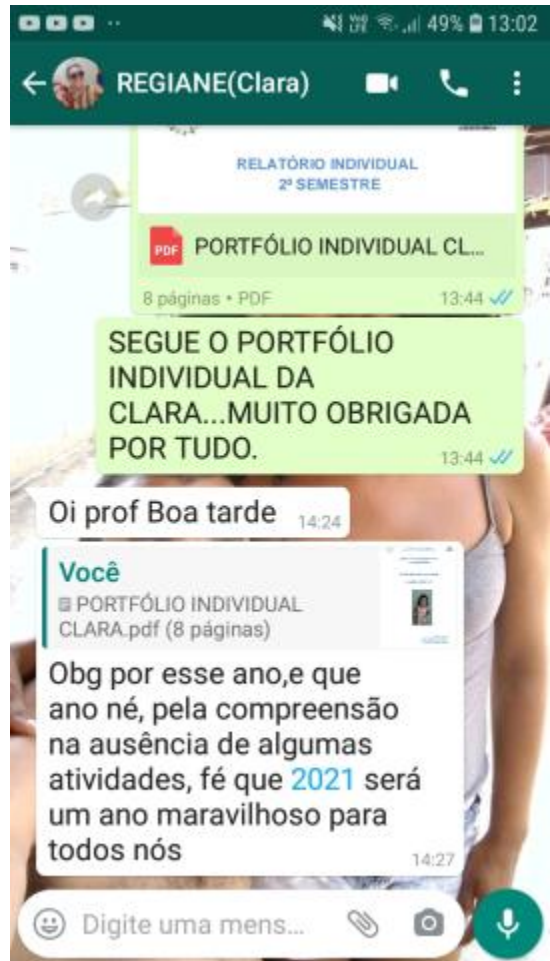 49% 13:02
REGIANE(Clara)
RELATÓRIO INDIVIDUAL
2º SEMESTRE
PDF PORTFÓLIO INDIVIDUAL CL...
8 páginas • PDF 13:44
SEGUE O PORTFÓLIO
INDIVIDUAL DA
CLARA...MUITO OBRIGADA
POR TUDO. 13:44
Oi prof Boa tarde 14:24
Você
PORTFÓLIO INDIVIDUAL
CLARA.pdf (8 páginas)
Obg por esse ano,e que
ano né, pela compreensão
na ausência de algumas
atividades, fé que 2021 será
um ano maravilhoso para
todos nós 14:27
Digite uma mens...